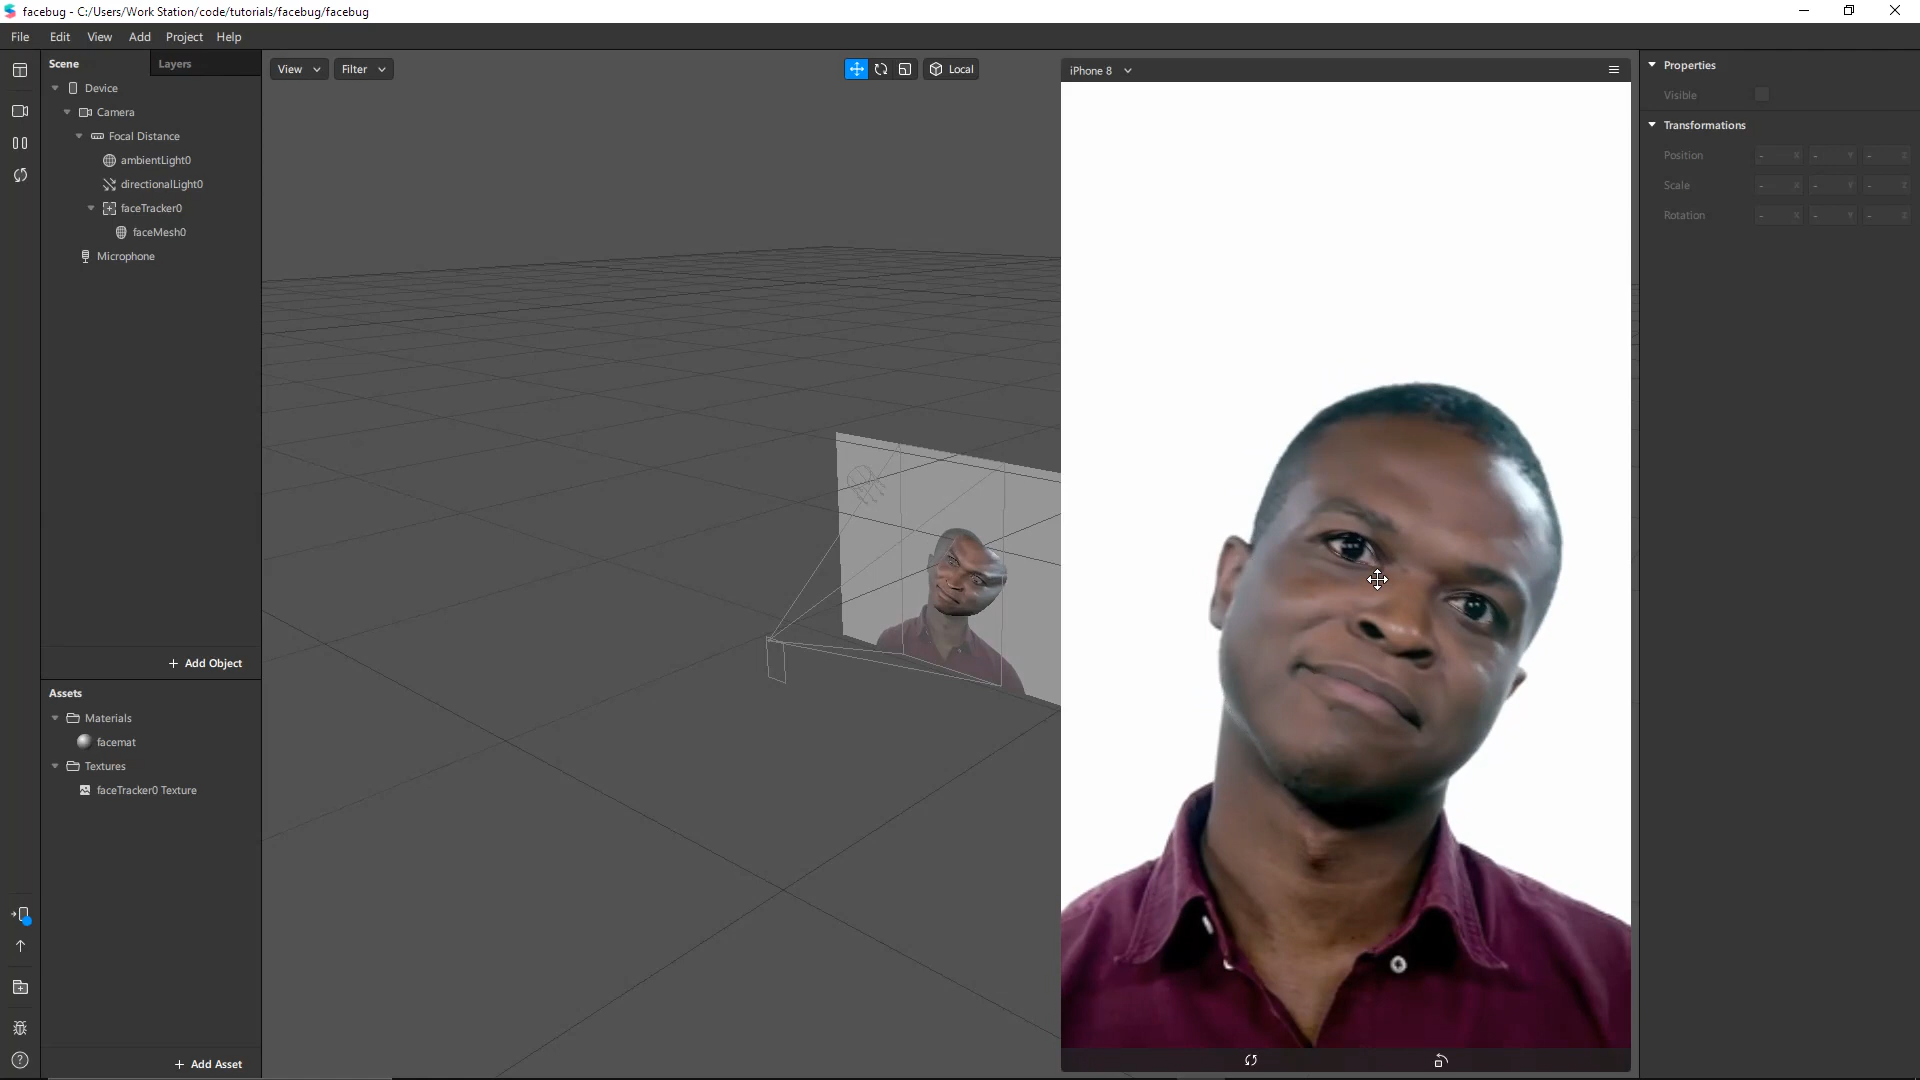 facebug - C:/Users/Work Station/code/tutorials/facebug/facebug
File Edit View Add Project Help
Scene Layers
Device
Camera
Focal Distance
ambientLight0
directionalLight0
faceTracker0
faceMesh0
Microphone
+ Add Object
Assets
Materials
facemat
Textures
faceTracker0 Texture
+ Add Asset
View Filter
Local
iPhone 8
Properties
Visible
Transformations
Position - X - Y - Z
Scale - X - Y - Z
Rotation - X - Y - Z